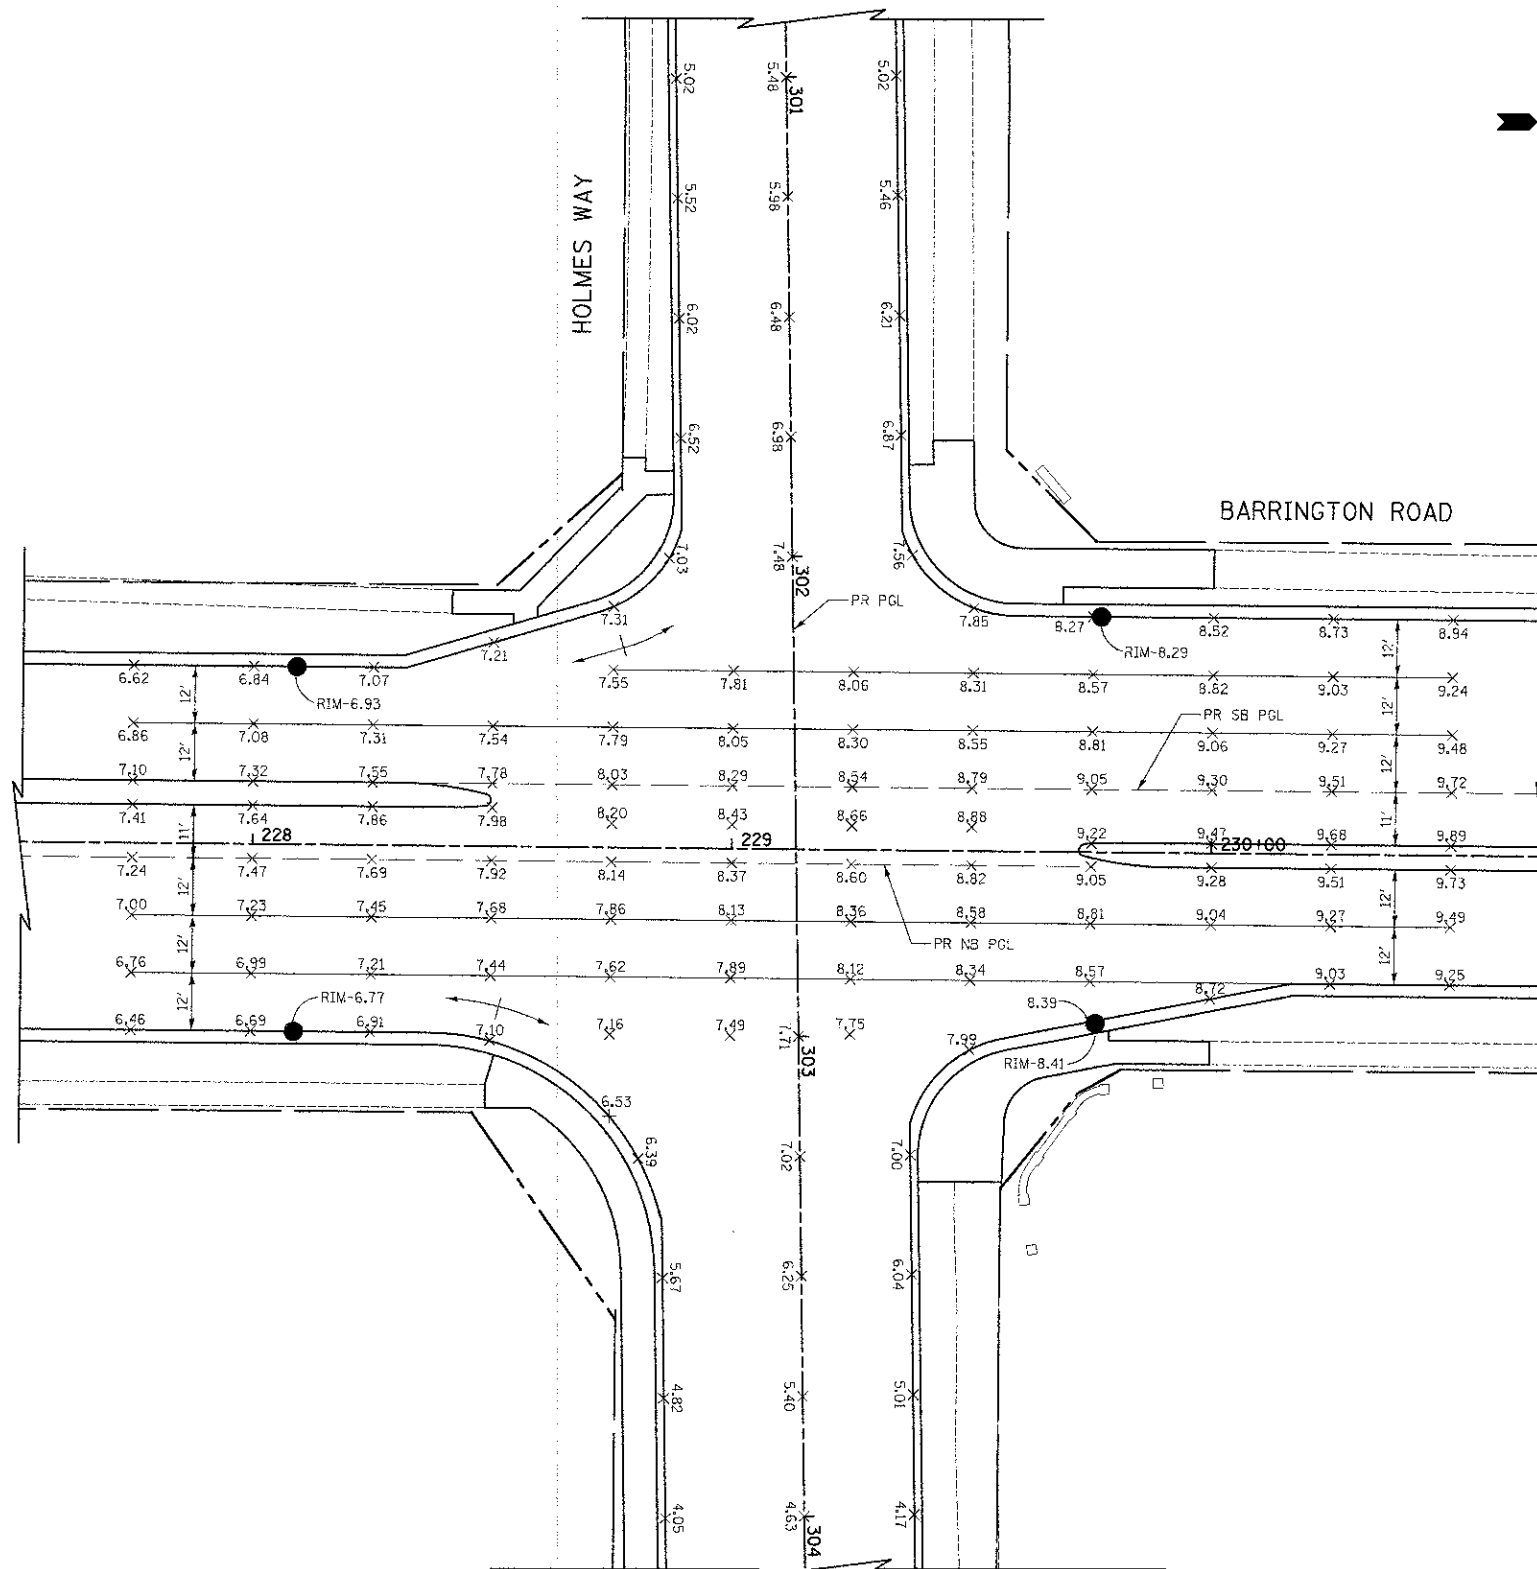 5.02 5.48 301 5.02
HOLMES WAY
5.52 5.98 5.46
6.02 6.48 6.21
6.52 6.98 6.87
BARRINGTON ROAD
7.03 7.48 302 7.56
PR PGL
7.31 7.85 8.27 8.52 8.73 8.94
7.21
RIM-8.29
12'
6.62 6.84 7.07 7.55 7.81 8.06 8.31 8.57 8.82 9.03 9.24
12'
RIM-6.93
12'
PR SB PGL
6.86 7.08 7.31 7.54 7.79 8.05 8.30 8.55 8.81 9.06 9.27 9.48
12' 12'
7.10 7.32 7.55 7.78 8.03 8.29 8.54 8.79 9.05 9.30 9.51 9.72
7.41 7.64 7.86 7.98 8.20 8.43 8.66 8.88
11' 11'
228 229 9.22 9.47 230+00 9.68 9.89
7.24 7.47 7.69 7.92 8.14 8.37 8.60 8.82 9.05 9.28 9.51 9.73
12' 12'
7.00 7.23 7.45 7.68 7.86 8.13 8.36 8.58 8.81 9.04 9.27 9.49
PR NB PGL
12' 12'
6.76 6.99 7.21 7.44 7.62 7.89 8.12 8.34 8.57 9.03 9.25
8.72
RIM-6.77
8.39
12'
6.46 6.69 6.91 7.10 7.16 7.49 7.71 303 7.75 7.99
RIM-8.41
6.53
6.39 7.02 7.00
5.67 6.25 6.04
4.82 5.40 5.01
4.05 4.63 304 4.17